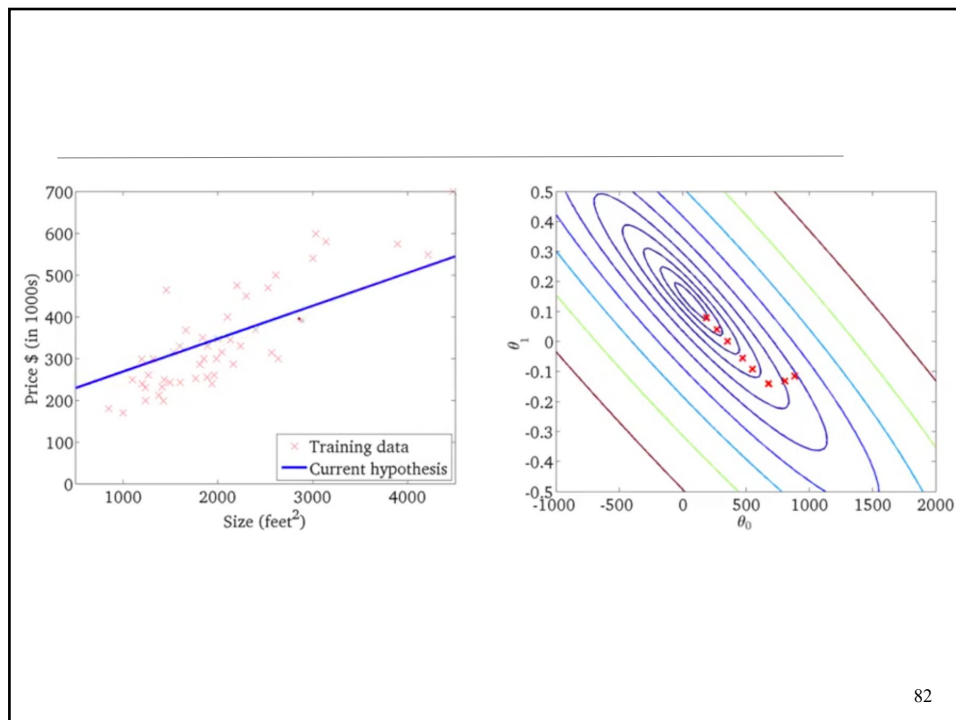 700
600
500
400
300
200
100
0
Price $ (in 1000s)
1000 2000 3000 4000
Size (feet²)
Training data
Current hypothesis
0.5
0.4
0.3
0.2
0.1
0
-0.1
-0.2
-0.3
-0.4
-0.5
θ₁
-1000 -500 0 500 1000 1500 2000
θ₀
82